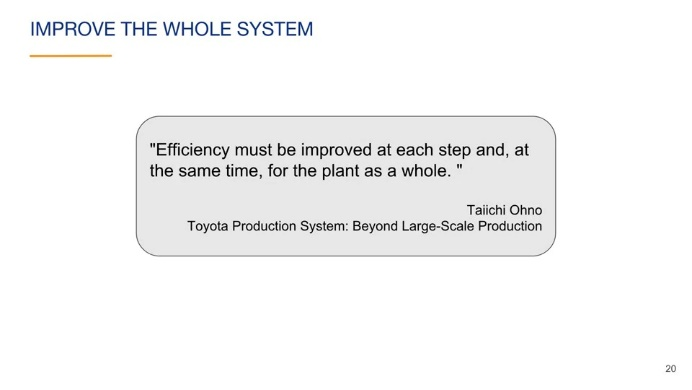 IMPROVE THE WHOLE SYSTEM
"Efficiency must be improved at each step and, at
the same time, for the plant as a whole. "
Taiichi Ohno
Toyota Production System: Beyond Large-Scale Production
20